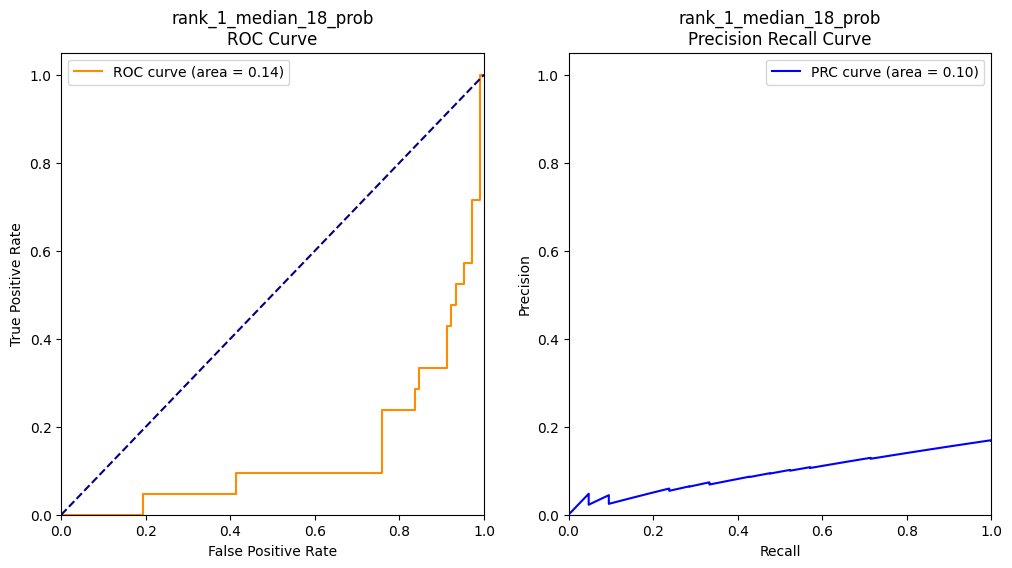 rank_1_median_18_prob
ROC Curve
ROC curve (area = 0.14)
1.0
0.8
0.6
0.4
0.2
0.0
True Positive Rate
0.0 0.2 0.4 0.6 0.8 1.0
False Positive Rate
rank_1_median_18_prob
Precision Recall Curve
PRC curve (area = 0.10)
1.0
0.8
0.6
0.4
0.2
0.0
Precision
0.0 0.2 0.4 0.6 0.8 1.0
Recall